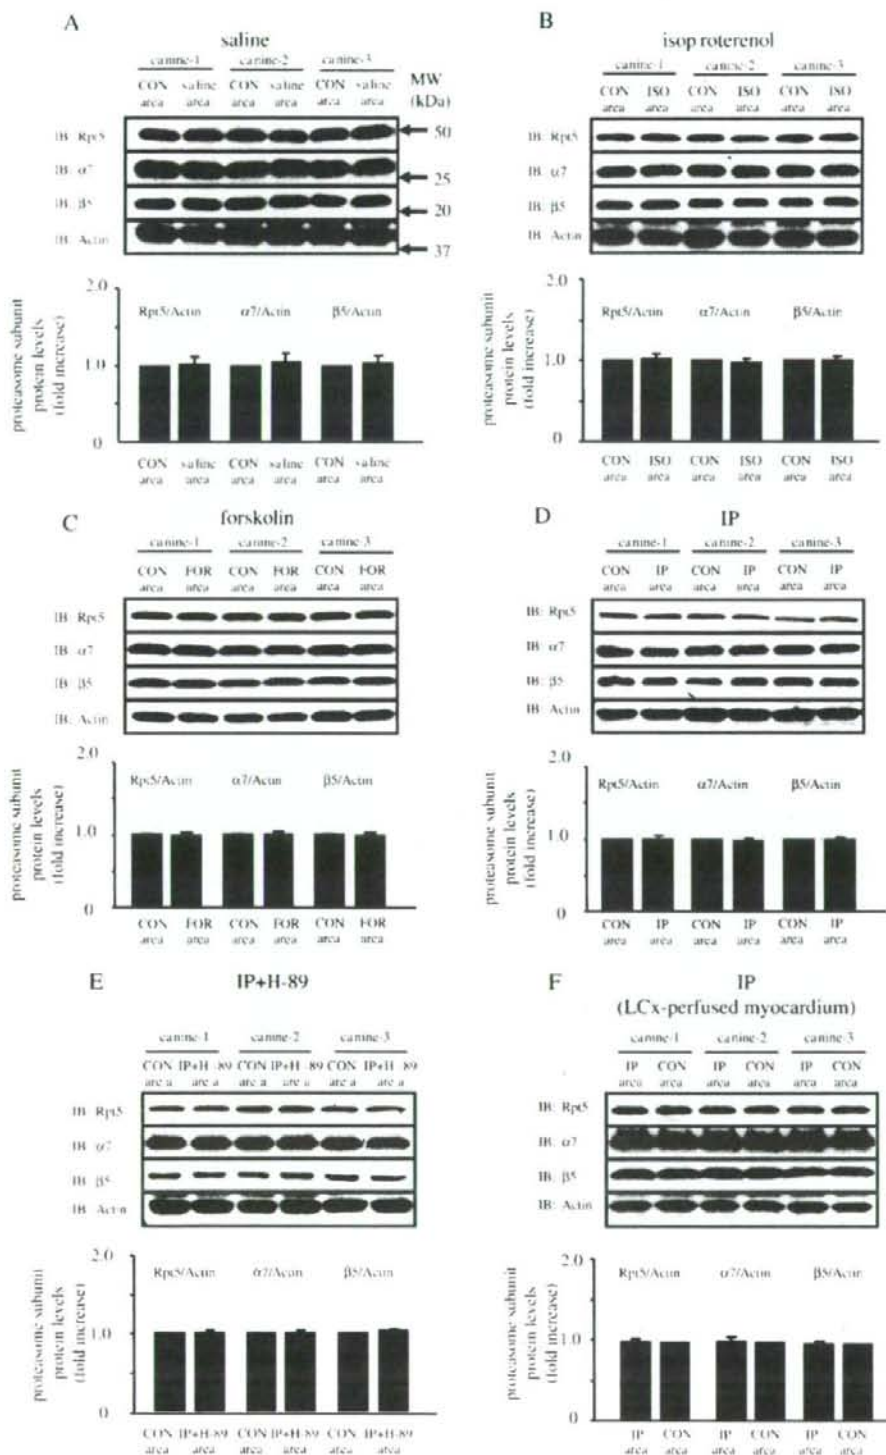 A
saline
canine-1 canine-2 canine-3
CON saline CON saline CON saline
area area area area area area
MW
(kDa)
IB: Rpt5
IB: α7
IB: β5
IB: Actin
50
25
20
37
2.0
1.0
0
proteasome subunit
protein levels
(fold increase)
Rpt5/Actin α7/Actin β5/Actin
CON saline CON saline CON saline
area area area area area area
B
isop roterenol
canine-1 canine-2 canine-3
CON ISO CON ISO CON ISO
area area area area area area
IB: Rpt5
IB: α7
IB: β5
IB: Actin
2.0
1.0
0
proteasome subunit
protein levels
(fold increase)
Rpt5/Actin α7/Actin β5/Actin
CON ISO CON ISO CON ISO
area area area area area area
C
forskolin
canine-1 canine-2 canine-3
CON FOR CON FOR CON FOR
area area area area area area
IB: Rpt5
IB: α7
IB: β5
IB: Actin
2.0
1.0
0
proteasome subunit
protein levels
(fold increase)
Rpt5/Actin α7/Actin β5/Actin
CON FOR CON FOR CON FOR
area area area area area area
D
IP
canine-1 canine-2 canine-3
CON IP CON IP CON IP
area area area area area area
IB: Rpt5
IB: α7
IB: β5
IB: Actin
2.0
1.0
0
proteasome subunit
protein levels
(fold increase)
Rpt5/Actin α7/Actin β5/Actin
CON IP CON IP CON IP
area area area area area area
E
IP+H-89
canine-1 canine-2 canine-3
CON IP+H-89 CON IP+H-89 CON IP+H-89
area area area area area area
IB: Rpt5
IB: α7
IB: β5
IB: Actin
2.0
1.0
0
proteasome subunit
protein levels
(fold increase)
Rpt5/Actin α7/Actin β5/Actin
CON IP+H-89 CON IP+H-89 CON IP+H-89
area area area area area area
F
IP
(LCx-perfused myocardium)
canine-1 canine-2 canine-3
IP CON IP CON IP CON
area area area area area area
IB: Rpt5
IB: α7
IB: β5
IB: Actin
2.0
1.0
0
proteasome subunit
protein levels
(fold increase)
Rpt5/Actin α7/Actin β5/Actin
IP CON IP CON IP CON
area area area area area area